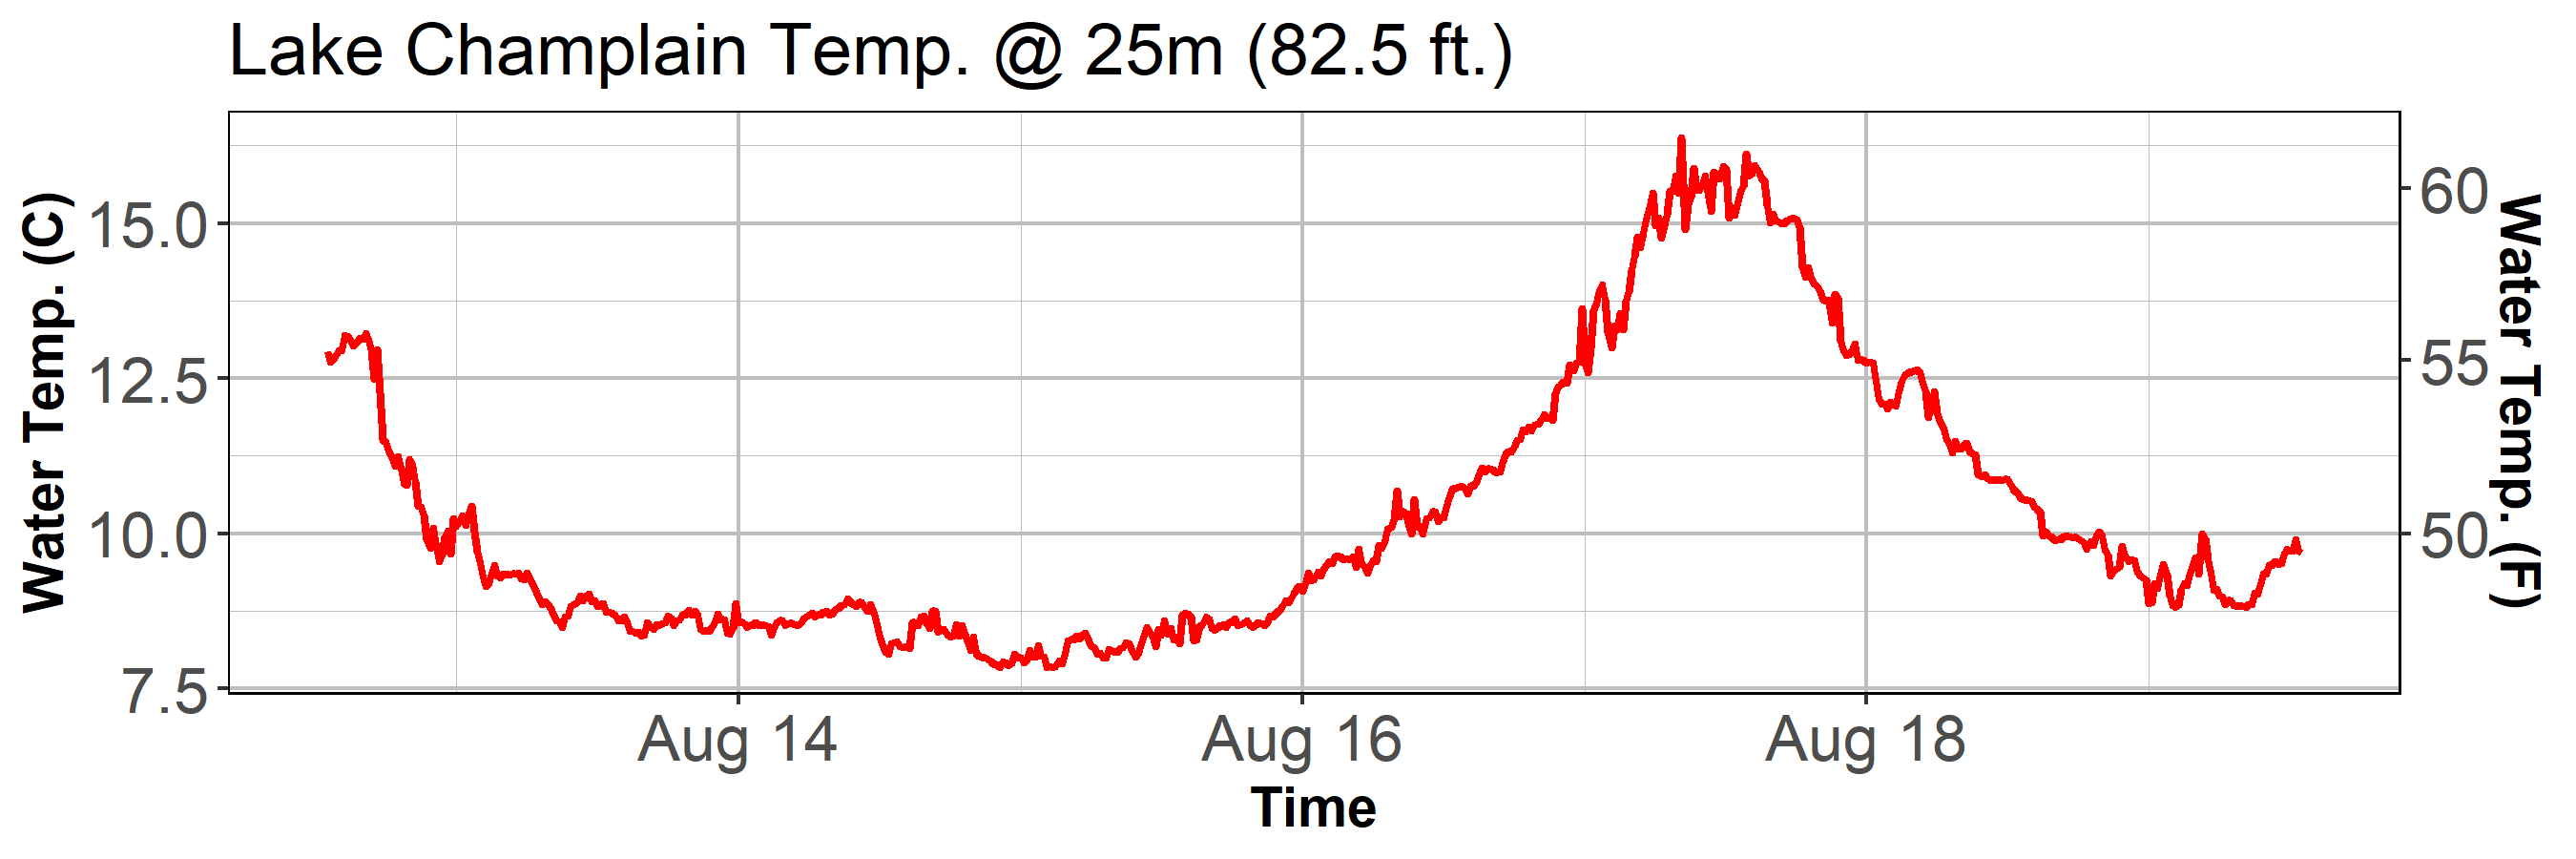 Lake Champlain Temp. @ 25m (82.5 ft.)
Water Temp. (C)
15.0
12.5
10.0
7.5
60
55
50
Water Temp. (F)
Aug 14
Aug 16
Aug 18
Time